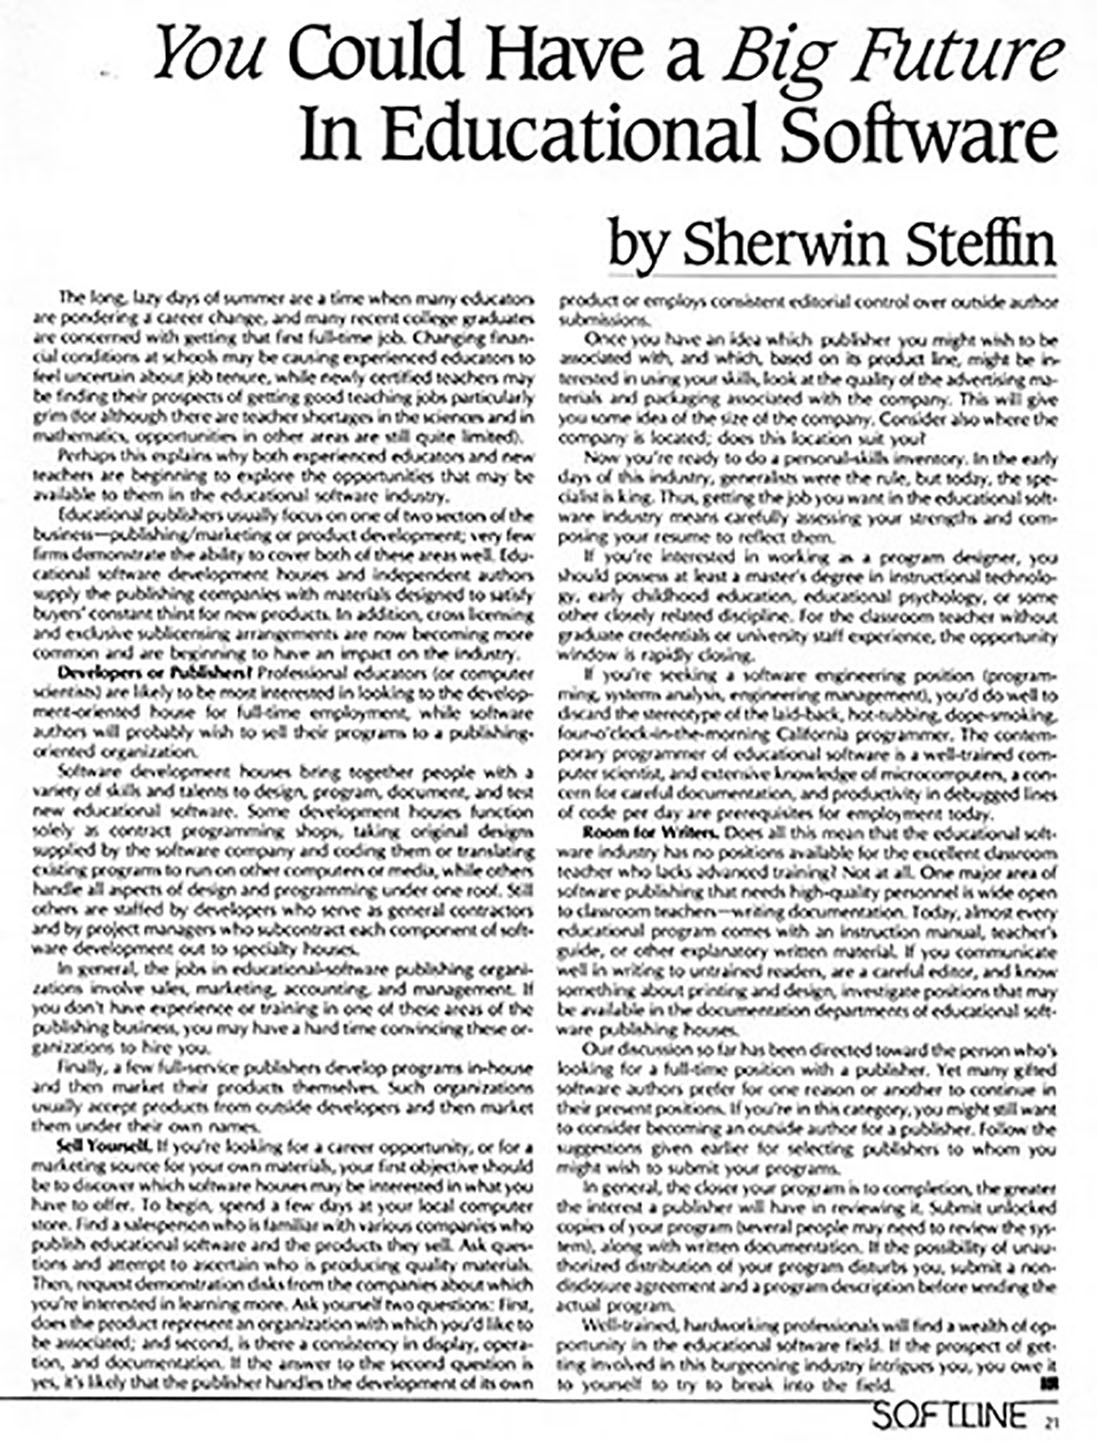 You Could Have a Big Future
In Educational Software
by Sherwin Steffin
The long, lazy days of summer are a time when many educators
are pondering a career change, and many recent college graduates
are concerned with getting that first full-time job. Changing finan-
cial conditions at schools may be causing experienced educators to
feel uncertain about job tenure, while newly certified teachers may
be finding their prospects of getting good teaching jobs particularly
grim (for although there are teacher shortages in the sciences and in
mathematics, opportunities in other areas are still quite limited).
Perhaps this explains why both experienced educators and new
teachers are beginning to explore the opportunities that may be
available to them in the educational software industry.
Educational publishers usually focus on one of two sectors of the
business—publishing/marketing or product development; very few
firms demonstrate the ability to cover both of these areas well. Edu-
cational software development houses and independent authors
supply the publishing companies with materials designed to satisfy
buyers' constant thirst for new products. In addition, cross licensing
and exclusive sublicensing arrangements are now becoming more
common and are beginning to have an impact on the industry.
Developers or Publishers? Professional educators (or computer
scientists) are likely to be most interested in looking to the develop-
ment-oriented house for full-time employment, while software
authors will probably wish to sell their programs to a publishing-
oriented organization.
Software development houses bring together people with a
variety of skills and talents to design, program, document, and test
new educational software. Some development houses function
solely as contract programming shops, taking original designs
supplied by the software company and coding them or translating
existing programs to run on other computers or media, while others
handle all aspects of design and programming under one roof. Still
others are staffed by developers who serve as general contractors
and by project managers who subcontract each component of soft-
ware development out to specialty houses.
In general, the jobs in educational-software publishing organi-
zations involve sales, marketing, accounting, and management. If
you don't have experience or training in one of these areas of the
publishing business, you may have a hard time convincing these or-
ganizations to hire you.
Finally, a few full-service publishers develop programs in-house
and then market their products themselves. Such organizations
usually accept products from outside developers and then market
them under their own names.
Sell Yourself. If you're looking for a career opportunity, or for a
marketing source for your own materials, your first objective should
be to discover which software houses may be interested in what you
have to offer. To begin, spend a few days at your local computer
store. Find a salesperson who is familiar with various companies who
publish educational software and the products they sell. Ask ques-
tions and attempt to ascertain who is producing quality materials.
Then, request demonstration disks from the companies about which
you're interested in learning more. Ask yourself two questions: First,
does the product represent an organization with which you'd like to
be associated; and second, is there a consistency in display, opera-
tion, and documentation. If the answer to the second question is
yes, it's likely that the publisher handles the development of its own
product or employs consistent editorial control over outside author
submissions.
Once you have an idea which publisher you might wish to be
associated with, and which, based on its product line, might be in-
terested in using your skills, look at the quality of the advertising ma-
terials and packaging associated with the company. This will give
you some idea of the size of the company. Consider also where the
company is located; does this location suit you?
Now you're ready to do a personal-skills inventory. In the early
days of this industry, generalists were the rule, but today, the spe-
cialist is king. Thus, getting the job you want in the educational soft-
ware industry means carefully assessing your strengths and com-
posing your resume to reflect them.
If you're interested in working as a program designer, you
should possess at least a master's degree in instructional technolo-
gy, early childhood education, educational psychology, or some
other closely related discipline. For the classroom teacher without
graduate credentials or university staff experience, the opportunity
window is rapidly closing.
If you're seeking a software engineering position (program-
ming, systems analysis, engineering management), you'd do well to
discard the stereotype of the laid-back, hot-tubbing, dope-smoking,
four-o'clock-in-the-morning California programmer. The contem-
porary programmer of educational software is a well-trained com-
puter scientist, and extensive knowledge of microcomputers, a con-
cern for careful documentation, and productivity in debugged lines
of code per day are prerequisites for employment today.
Room for Writers. Does all this mean that the educational soft-
ware industry has no positions available for the excellent classroom
teacher who lacks advanced training? Not at all. One major area of
software publishing that needs high-quality personnel is wide open
to classroom teachers—writing documentation. Today, almost every
educational program comes with an instruction manual, teacher's
guide, or other explanatory written material. If you communicate
well in writing to untrained readers, are a careful editor, and know
something about printing and design, investigate positions that may
be available in the documentation departments of educational soft-
ware publishing houses.
Our discussion so far has been directed toward the person who's
looking for a full-time position with a publisher. Yet many gifted
software authors prefer for one reason or another to continue in
their present positions. If you're in this category, you might still want
to consider becoming an outside author for a publisher. Follow the
suggestions given earlier for selecting publishers to whom you
might wish to submit your programs.
In general, the closer your program is to completion, the greater
the interest a publisher will have in reviewing it. Submit unlocked
copies of your program (several people may need to review the sys-
tem), along with written documentation. If the possibility of unau-
thorized distribution of your program disturbs you, submit a non-
disclosure agreement and a program description before sending the
actual program.
Well-trained, hardworking professionals will find a wealth of op-
portunity in the educational software field. If the prospect of get-
ting involved in this burgeoning industry intrigues you, you owe it
to yourself to try to break into the field.
SOFTLINE 21